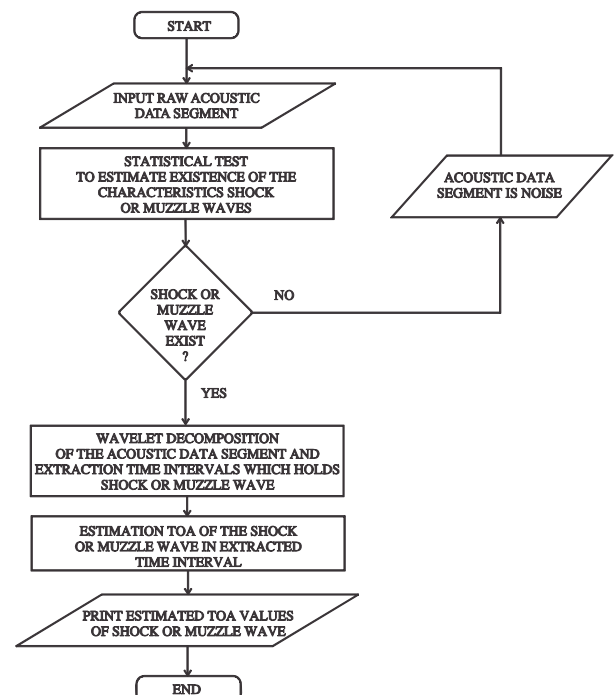 START
INPUT RAW ACOUSTIC
DATA SEGMENT
STATISTICAL TEST
TO ESTIMATE EXISTENCE OF THE
CHARACTERISTICS SHOCK
OR MUZZLE WAVES
ACOUSTIC DATA
SEGMENT IS NOISE
SHOCK OR
MUZZLE
WAVE
EXIST
?
NO
YES
WAVELET DECOMPOSITION
OF THE ACOUSTIC DATA SEGMENT AND
EXTRACTION TIME INTERVALS WHICH HOLDS
SHOCK OR MUZZLE WAVE
ESTIMATION TOA OF THE SHOCK
OR MUZZLE WAVE IN EXTRACTED
TIME INTERVAL
PRINT ESTIMATED TOA VALUES
OF SHOCK OR MUZZLE WAVE
END